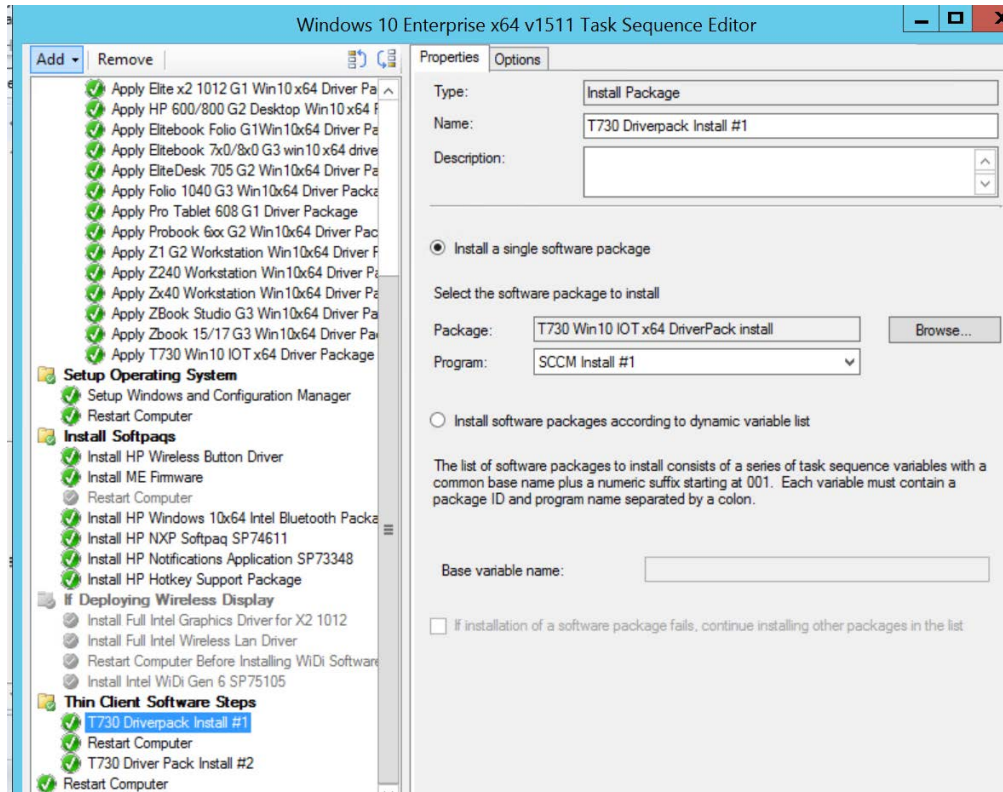 Windows 10 Enterprise x64 v1511 Task Sequence Editor
Add Remove
Apply Elite x2 1012 G1 Win10 x64 Driver Pa
Apply HP 600/800 G2 Desktop Win10 x64 F
Apply Elitebook Folio G1Win10x64 Driver Pa
Apply Elitebook 7x0/8x0 G3 win10 x64 drive
Apply EliteDesk 705 G2 Win10x64 Driver Pa
Apply Folio 1040 G3 Win10x64 Driver Packa
Apply Pro Tablet 608 G1 Driver Package
Apply Probook 6xx G2 Win10x64 Driver Pac
Apply Z1 G2 Workstation Win10x64 Driver F
Apply Z240 Workstation Win10x64 Driver Pa
Apply Zx40 Workstation Win10x64 Driver Pa
Apply ZBook Studio G3 Win10x64 Driver Pa
Apply Zbook 15/17 G3 Win10x64 Driver Pa
Apply T730 Win10 IOT x64 Driver Package
Setup Operating System
Setup Windows and Configuration Manager
Restart Computer
Install Softpaqs
Install HP Wireless Button Driver
Install ME Firmware
Restart Computer
Install HP Windows 10x64 Intel Bluetooth Packa
Install HP NXP Softpaq SP74611
Install HP Notifications Application SP73348
Install HP Hotkey Support Package
If Deploying Wireless Display
Install Full Intel Graphics Driver for X2 1012
Install Full Intel Wireless Lan Driver
Restart Computer Before Installing WiDi Software
Install Intel WiDi Gen 6 SP75105
Thin Client Software Steps
T730 Driverpack Install #1
Restart Computer
T730 Driver Pack Install #2
Restart Computer
Properties Options
Type: Install Package
Name: T730 Driverpack Install #1
Description:
Install a single software package
Select the software package to install
Package: T730 Win10 IOT x64 DriverPack install Browse...
Program: SCCM Install #1
Install software packages according to dynamic variable list
The list of software packages to install consists of a series of task sequence variables with a
common base name plus a numeric suffix starting at 001. Each variable must contain a
package ID and program name separated by a colon.
Base variable name:
If installation of a software package fails, continue installing other packages in the list